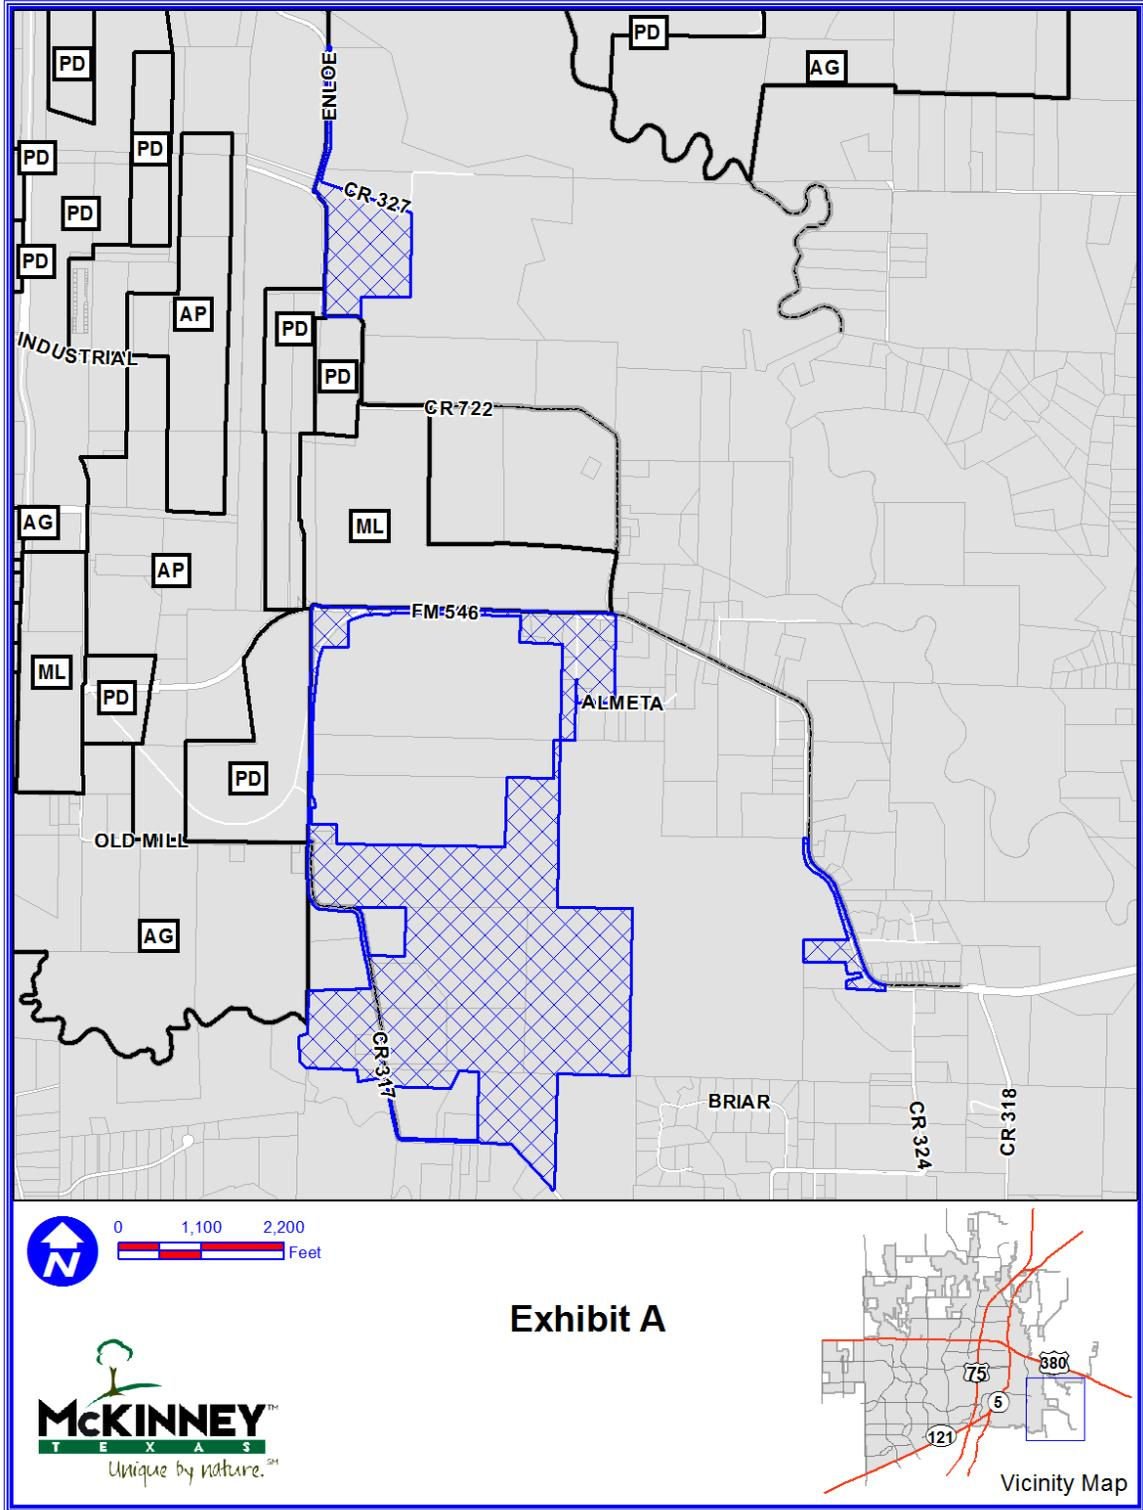 PD
AG
PD
ENLOE
PD
PD
CR 327
PD
PD
AP
PD
INDUSTRIAL
PD
CR 722
AG
ML
AP
FM 546
ML
PD
ALMETA
PD
OLD MILL
AG
CR 317
BRIAR
CR 324
CR 318
0 1,100 2,200
Feet
N
Exhibit A
McKINNEY™
TEXAS
Unique by nature.℠
380
75
5
121
Vicinity Map